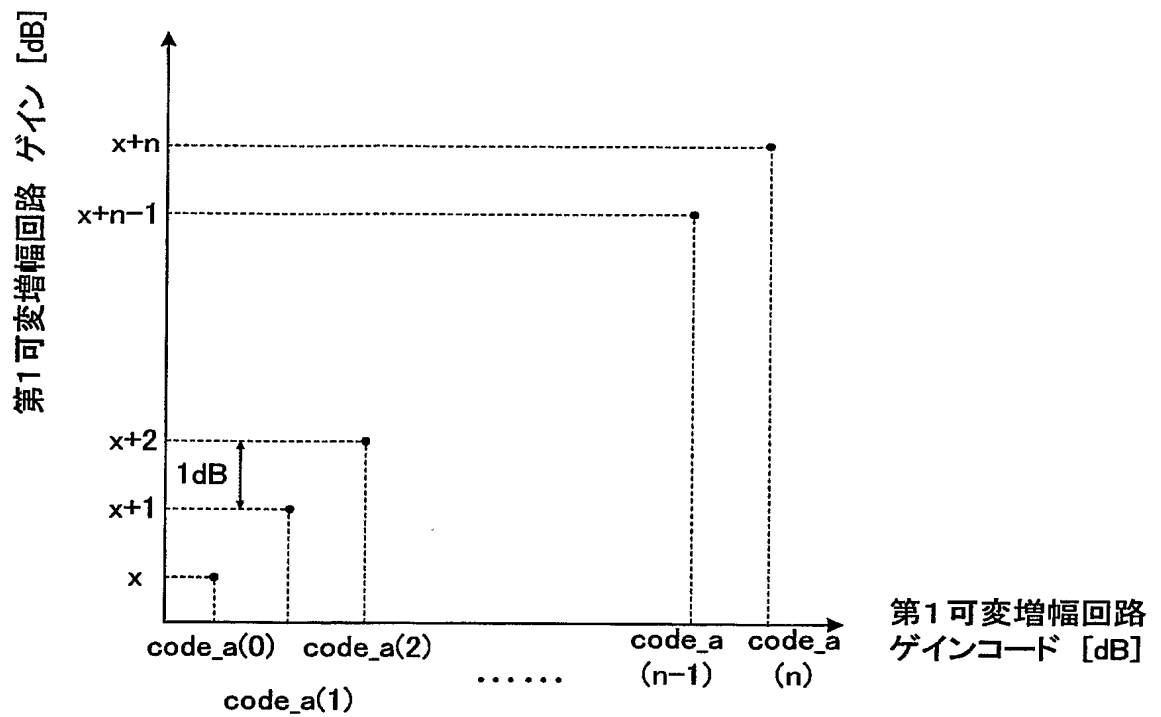 第1可変増幅回路 ゲイン [dB]
x+n
x+n-1
x+2
1dB
x+1
x
code_a(0)
code_a(1)
code_a(2)
......
code_a
(n-1)
code_a
(n)
第1可変増幅回路
ゲインコード [dB]